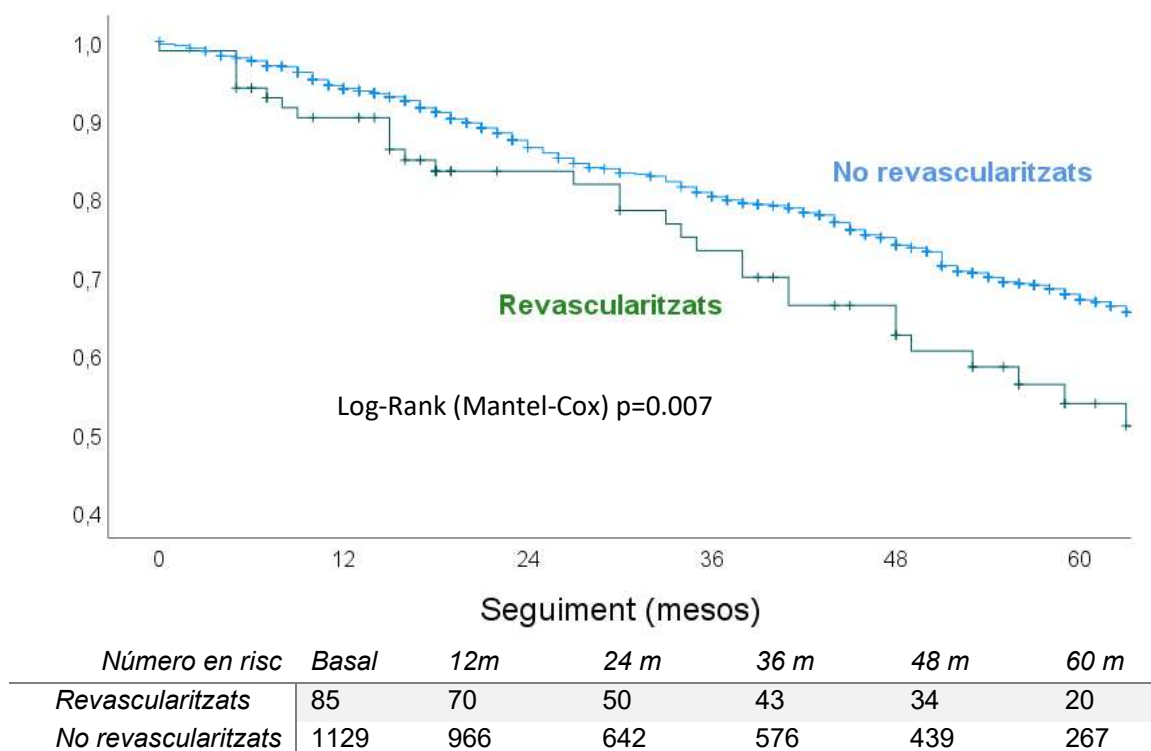 1,0
0,9
No revascularitzats
0,8
0,7
Revascularitzats
0,6
Log-Rank (Mantel-Cox) p=0.007
0,5
0,4
0 12 24 36 48 60
Seguiment (mesos)
Número en risc Basal 12m 24 m 36 m 48 m 60 m
Revascularitzats 85 70 50 43 34 20
No revascularitzats 1129 966 642 576 439 267